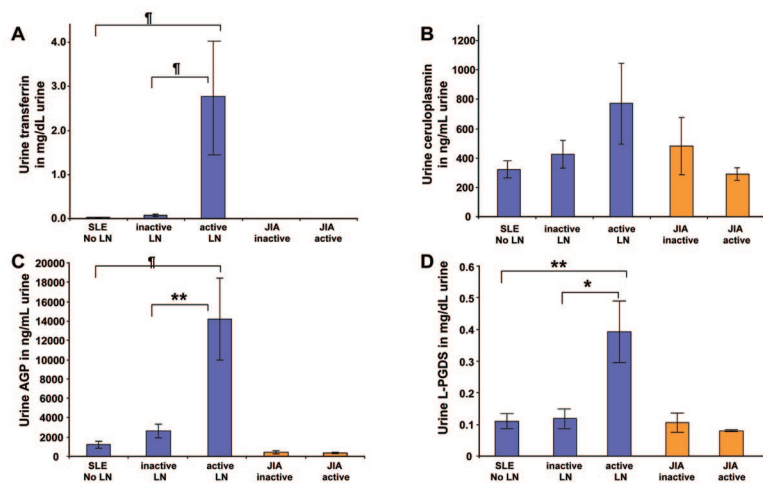 A
¶
¶
Urine transferrin
in mg/dL urine
4.0
3.0
2.0
1.0
0.0
SLE
No LN
inactive
LN
active
LN
JIA
inactive
JIA
active
B
Urine ceruloplasmin
in ng/mL urine
1200
1000
800
600
400
200
SLE
No LN
inactive
LN
active
LN
JIA
inactive
JIA
active
C
¶
**
Urine AGP in ng/mL urine
20000
18000
16000
14000
12000
10000
8000
6000
4000
2000
0
SLE
No LN
inactive
LN
active
LN
JIA
inactive
JIA
active
D
**
*
Urine L-PGDS in mg/dL urine
0.6
0.5
0.4
0.3
0.2
0.1
0
SLE
No LN
inactive
LN
active
LN
JIA
inactive
JIA
active